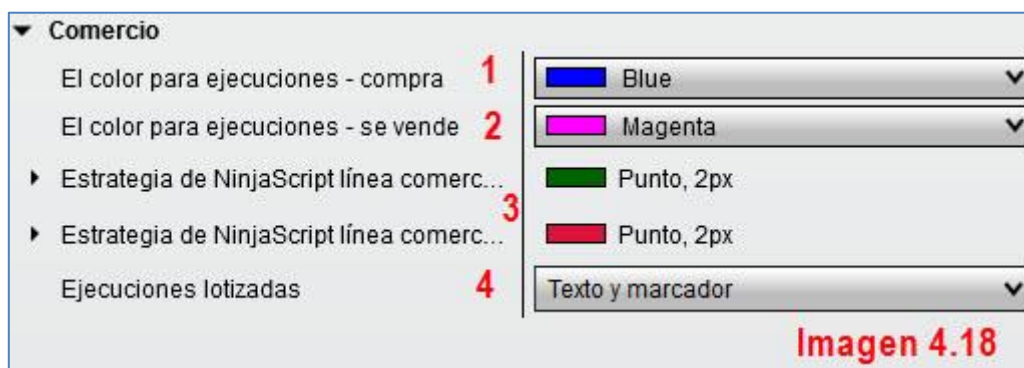 Comercio
El color para ejecuciones - compra 1 Blue
El color para ejecuciones - se vende 2 Magenta
Estrategia de NinjaScript línea comerc... Punto, 2px
3
Estrategia de NinjaScript línea comerc... Punto, 2px
Ejecuciones lotizadas 4 Texto y marcador
Imagen 4.18